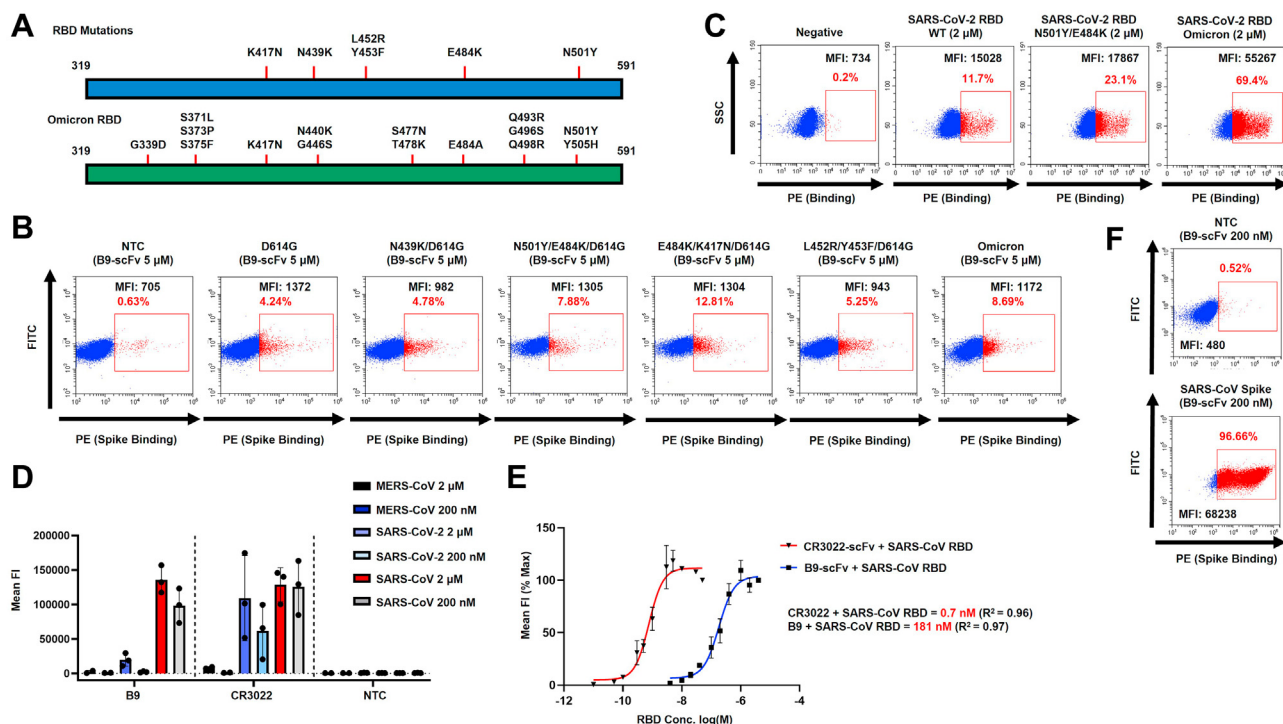 A
RBD Mutations
L452R
K417N N439K Y453F E484K N501Y
319 591
Omicron RBD
S371L Q493R
S373P N440K S477N G496S N501Y
G339D S375F K417N G446S T478K E484A Q498R Y505H
319 591
B
NTC
(B9-scFv 5 µM)
MFI: 705
0.63%
D614G
(B9-scFv 5 µM)
MFI: 1372
4.24%
N439K/D614G
(B9-scFv 5 µM)
MFI: 982
4.78%
N501Y/E484K/D614G
(B9-scFv 5 µM)
MFI: 1305
7.88%
E484K/K417N/D614G
(B9-scFv 5 µM)
MFI: 1304
12.81%
L452R/Y453F/D614G
(B9-scFv 5 µM)
MFI: 943
5.25%
Omicron
(B9-scFv 5 µM)
MFI: 1172
8.69%
FITC
PE (Spike Binding)
PE (Spike Binding)
PE (Spike Binding)
PE (Spike Binding)
PE (Spike Binding)
PE (Spike Binding)
PE (Spike Binding)
C
Negative
MFI: 734
0.2%
SARS-CoV-2 RBD
WT (2 µM)
MFI: 15028
11.7%
SARS-CoV-2 RBD
N501Y/E484K (2 µM)
MFI: 17867
23.1%
SARS-CoV-2 RBD
Omicron (2 µM)
MFI: 55267
69.4%
SSC
PE (Binding)
PE (Binding)
PE (Binding)
PE (Binding)
D
Mean FI
200000
150000
100000
50000
0
B9 CR3022 NTC
MERS-CoV 2 µM
MERS-CoV 200 nM
SARS-CoV-2 2 µM
SARS-CoV-2 200 nM
SARS-CoV 2 µM
SARS-CoV 200 nM
E
Mean FI (% Max)
150
100
50
0
-12 -10 -8 -6 -4
RBD Conc. log(M)
CR3022-scFv + SARS-CoV RBD
B9-scFv + SARS-CoV RBD
CR3022 + SARS-CoV RBD = 0.7 nM (R² = 0.96)
B9 + SARS-CoV RBD = 181 nM (R² = 0.97)
F
NTC
(B9-scFv 200 nM)
0.52%
MFI: 480
FITC
SARS-CoV Spike
(B9-scFv 200 nM)
96.66%
MFI: 68238
FITC
PE (Spike Binding)